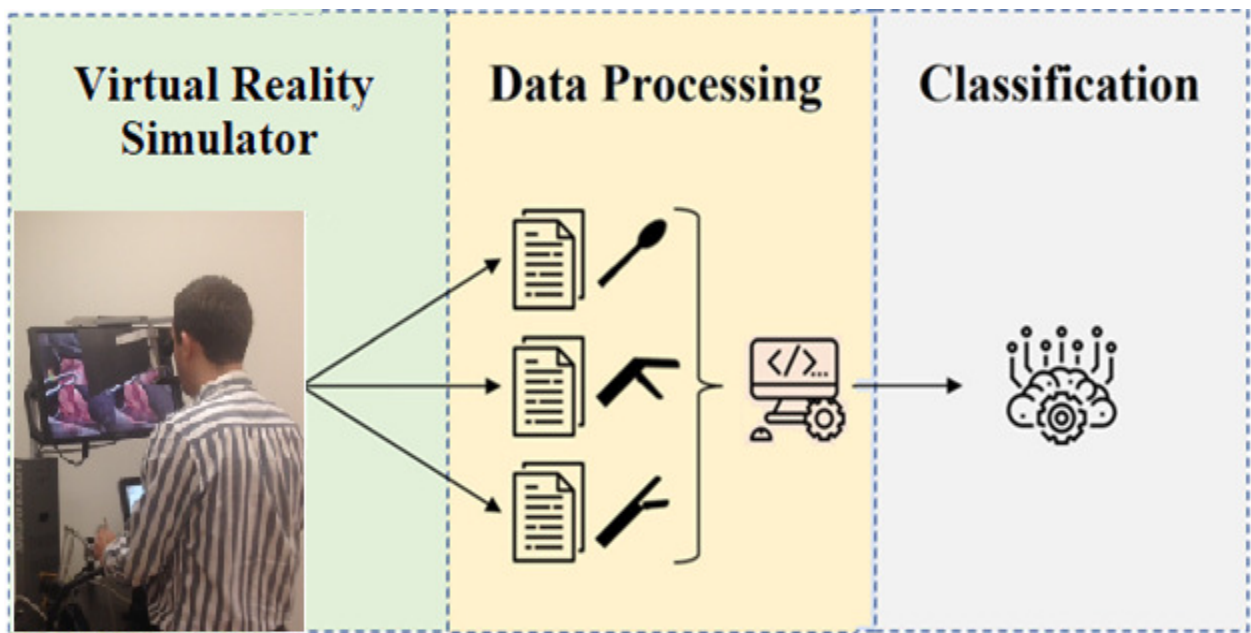 Virtual Reality
Simulator
Data Processing
Classification
</>...